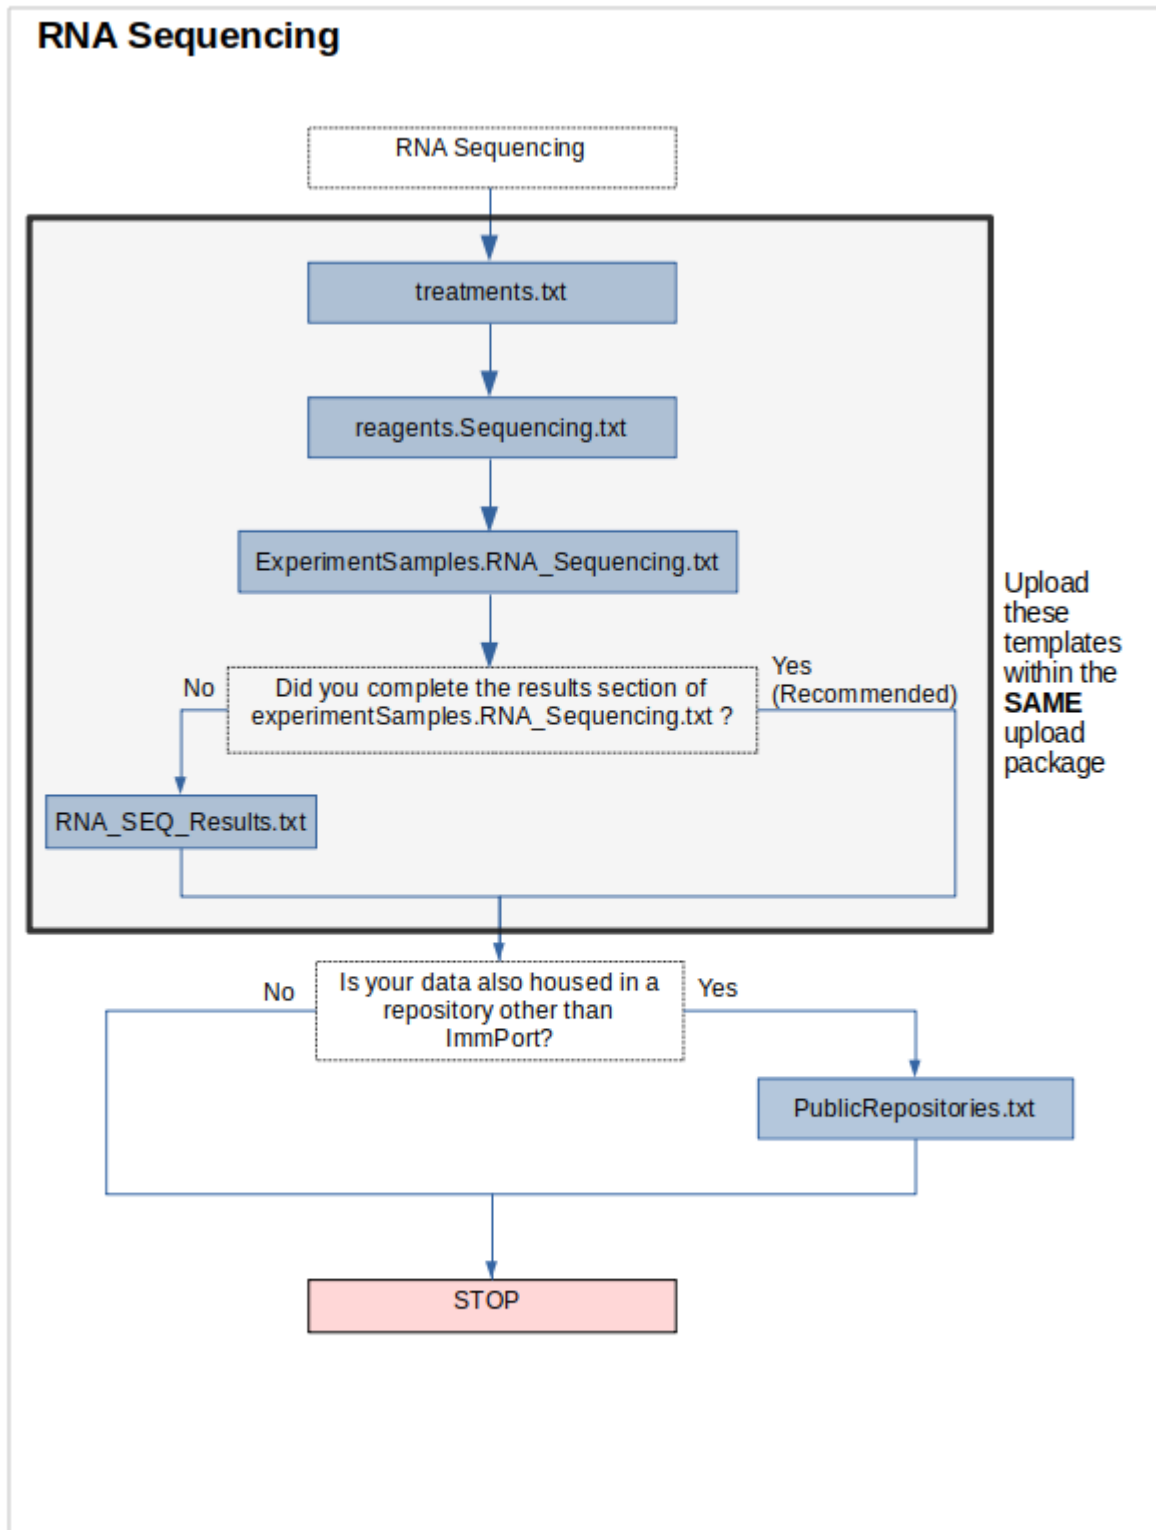 RNA Sequencing
RNA Sequencing
treatments.txt
reagents.Sequencing.txt
ExperimentSamples.RNA_Sequencing.txt
No
Did you complete the results section of
experimentSamples.RNA_Sequencing.txt ?
Yes
(Recommended)
Upload
these
templates
within the
SAME
upload
package
RNA_SEQ_Results.txt
No
Is your data also housed in a
repository other than
ImmPort?
Yes
PublicRepositories.txt
STOP